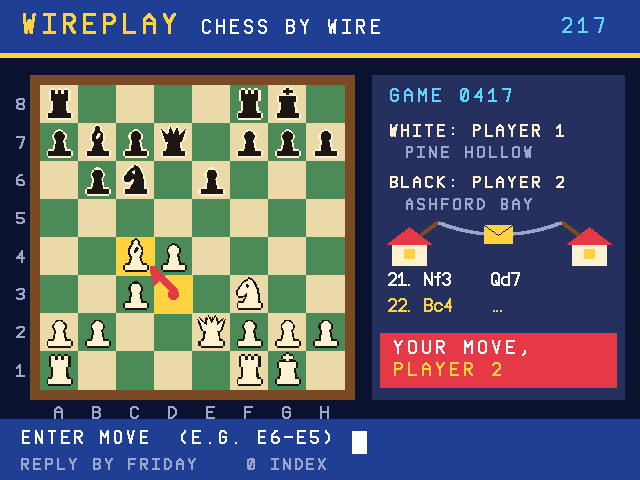 WIREPLAY CHESS BY WIRE 217
8
7
6
5
4
3
2
1
A B C D E F G H
GAME 0417
WHITE: PLAYER 1
PINE HOLLOW
BLACK: PLAYER 2
ASHFORD BAY
21. Nf3 Qd7
22. Bc4 …
YOUR MOVE,
PLAYER 2
ENTER MOVE (E.G. E6-E5)
REPLY BY FRIDAY 0 INDEX